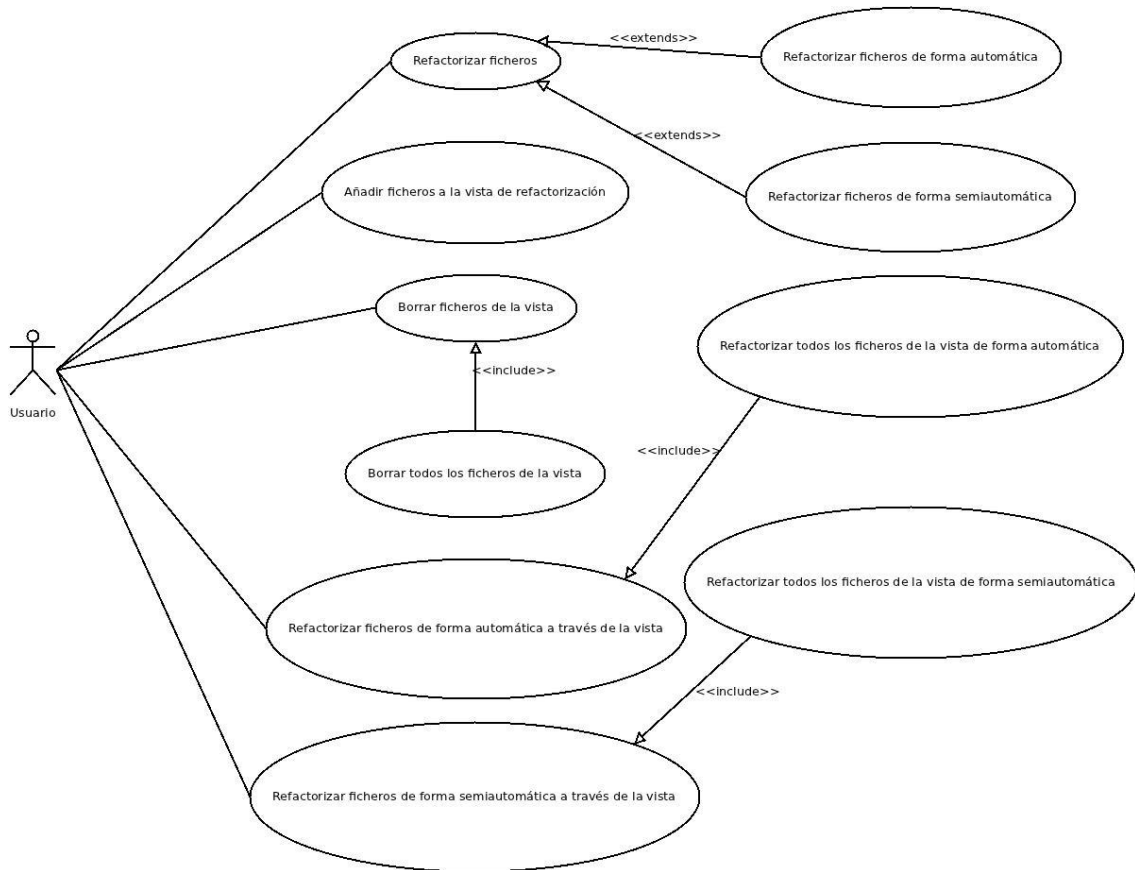 <<extends>>
Refactorizar ficheros
Refactorizar ficheros de forma automática
<<extends>>
Añadir ficheros a la vista de refactorización
Refactorizar ficheros de forma semiautomática
Borrar ficheros de la vista
Refactorizar todos los ficheros de la vista de forma automática
<<include>>
Usuario
<<include>>
Borrar todos los ficheros de la vista
Refactorizar todos los ficheros de la vista de forma semiautomática
Refactorizar ficheros de forma automática a través de la vista
<<include>>
Refactorizar ficheros de forma semiautomática a través de la vista